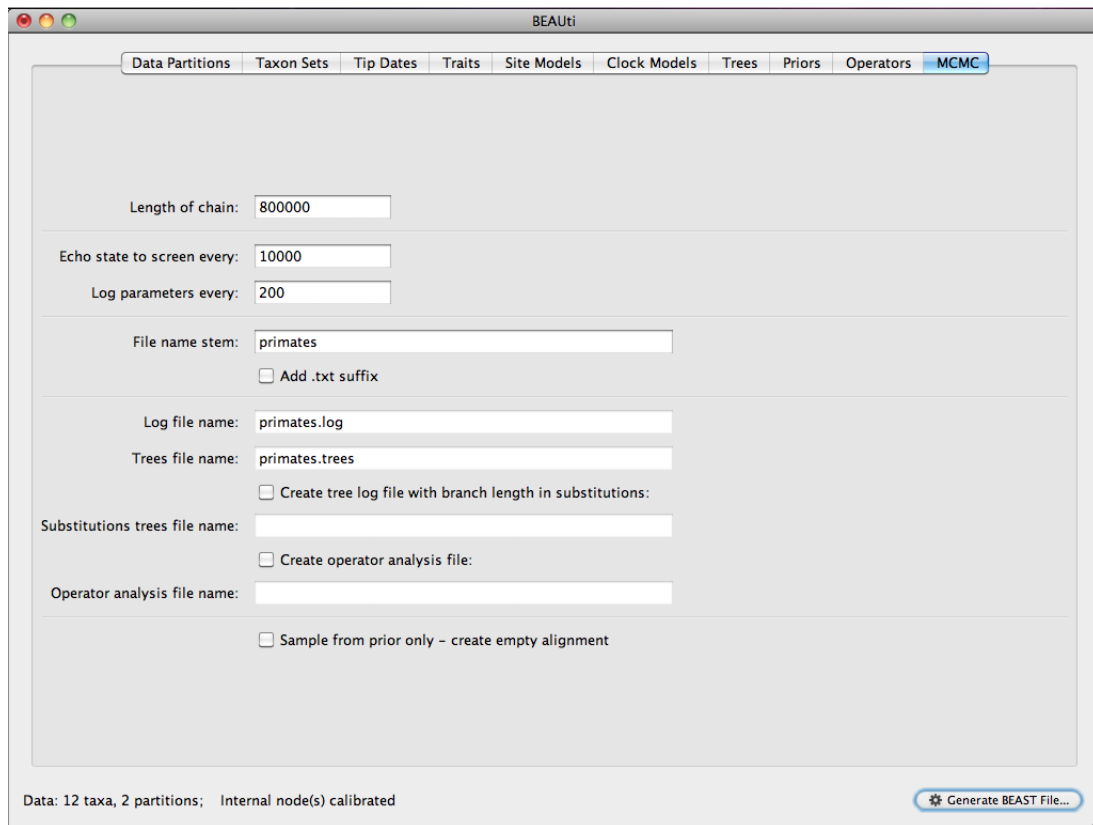 BEAUti
Data Partitions Taxon Sets Tip Dates Traits Site Models Clock Models Trees Priors Operators MCMC
Length of chain: 800000
Echo state to screen every: 10000
Log parameters every: 200
File name stem: primates
Add .txt suffix
Log file name: primates.log
Trees file name: primates.trees
Create tree log file with branch length in substitutions:
Substitutions trees file name:
Create operator analysis file:
Operator analysis file name:
Sample from prior only – create empty alignment
Data: 12 taxa, 2 partitions; Internal node(s) calibrated Generate BEAST File...